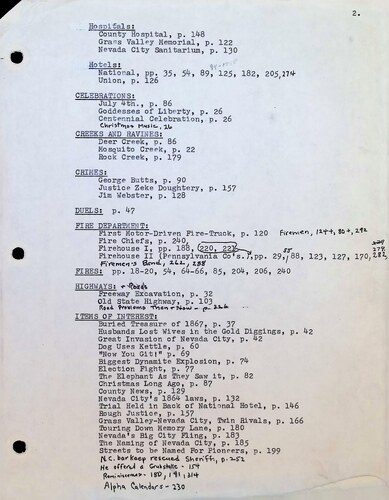 2.
Hospitals:
County Hospital, p. 148
Grass Valley Memorial, p. 122
Nevada City Sanitarium, p. 130
Hotels:
National, pp. 35, 54, 89, 125, 182, 205, 274
Union, p. 126
CELEBRATIONS:
July 4th., p. 86
Goddesses of Liberty, p. 26
Centennial Celebration, p. 26
Christmas Music, 26
CREEKS AND RAVINES:
Deer Creek, p. 86
Mosquito Creek, p. 22
Rock Creek, p. 179
CRIMES:
George Butts, p. 90
Justice Zeke Doughtery, p. 157
Jim Webster, p. 128
DUELS: p. 47
FIRE DEPARTMENT:
First Motor-Driven Fire-Truck, p. 120 Firemen, 124+, 80+, 292
Fire Chiefs, p. 240,
Firehouse I, pp. 188, (220, 222)
Firehouse II (Pennsylvania Co's.), pp. 29, 88, 123, 127, 170,
Firemen's Band, 262, 288
FIRES: pp. 18-20, 54, 64-66, 85, 204, 206, 240
HIGHWAYS: + Roads
Freeway Excavation, p. 32
Old State Highway, p. 103
Road Problems Then + Now - p. 226
ITEMS OF INTEREST:
Buried Treasure of 1867, p. 37
Husbands Lost Wives in the Gold Diggings, p. 42
Great Invasion of Nevada City, p. 42
Dog Uses Kettle, p. 60
"Now You Git!" p. 69
Biggest Dynamite Explosion, p. 74
Election Fight, p. 77
The Elephant As They Saw it, p. 82
Christmas Long Ago, p. 87
County News, p. 129
Nevada City's 1864 laws, p. 132
Trial Held in Back of National Hotel, p. 146
Rough Justice, p. 157
Grass Valley-Nevada City, Twin Rivals, p. 166
Touring Down Memory Lane, p. 180
Nevada's Big City Fling, p. 183
The Naming of Nevada City, p. 185
Streets to be Named For Pioneers, p. 199
N.C. barkeep rescued Sheriff, p. 252
He offered a Grubstake - 154
Reminiscences - 180, 191, 214
Alpha Calendars - 230